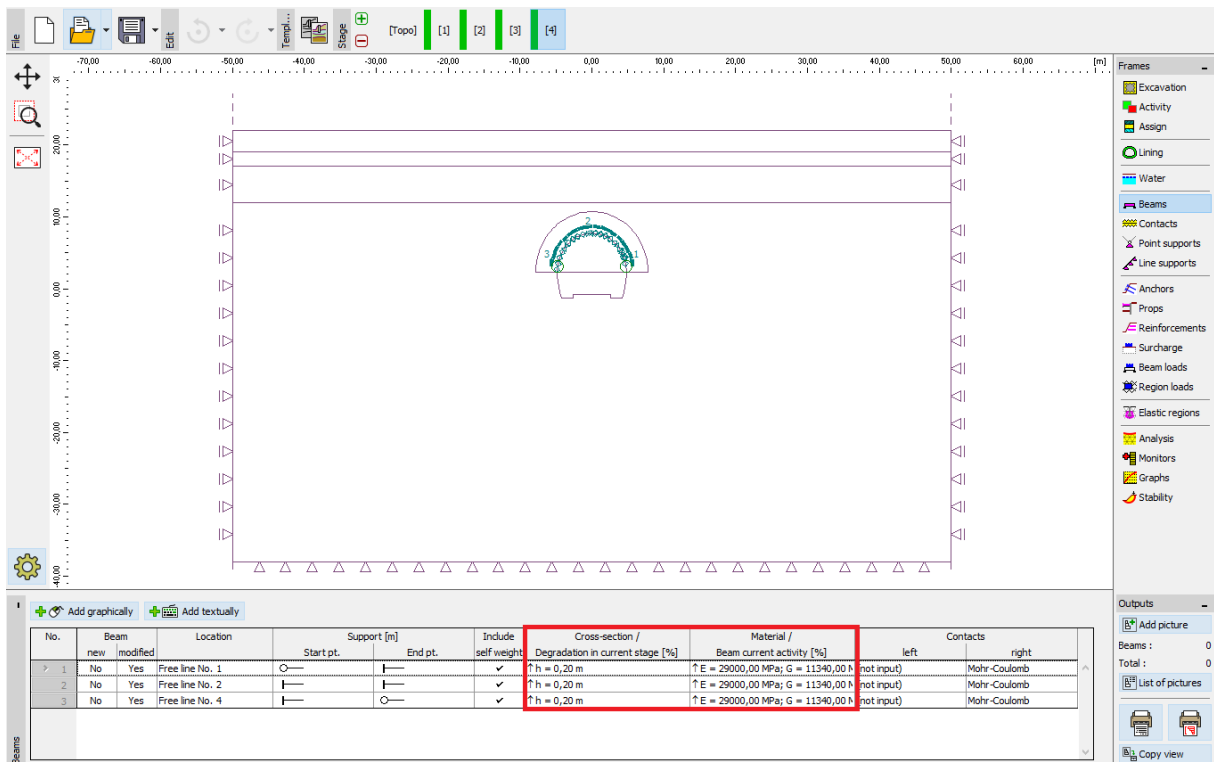 File
Edit
Templ...
Stage
[Topo] [1] [2] [3] [4]
-70,00 -60,00 -50,00 -40,00 -30,00 -20,00 -10,00 0,00 10,00 20,00 30,00 40,00 50,00 60,00 [m]
20,00
10,00
0,00
-10,00
-20,00
-30,00
-40,00
2
3 1
Frames
Excavation
Activity
Assign
Lining
Water
Beams
Contacts
Point supports
Line supports
Anchors
Props
Reinforcements
Surcharge
Beam loads
Region loads
Elastic regions
Analysis
Monitors
Graphs
Stability
Add graphically Add textually
No. Beam Location Support [m] Include Cross-section / Material / Contacts
new modified Start pt. End pt. self weight Degradation in current stage [%] Beam current activity [%] left right
1 No Yes Free line No. 1 h = 0,20 m E = 29000,00 MPa; G = 11340,00 M not input) Mohr-Coulomb
2 No Yes Free line No. 2 h = 0,20 m E = 29000,00 MPa; G = 11340,00 M not input) Mohr-Coulomb
3 No Yes Free line No. 4 h = 0,20 m E = 29000,00 MPa; G = 11340,00 M not input) Mohr-Coulomb
Beams
Outputs
Add picture
Beams : 0
Total : 0
List of pictures
Copy view